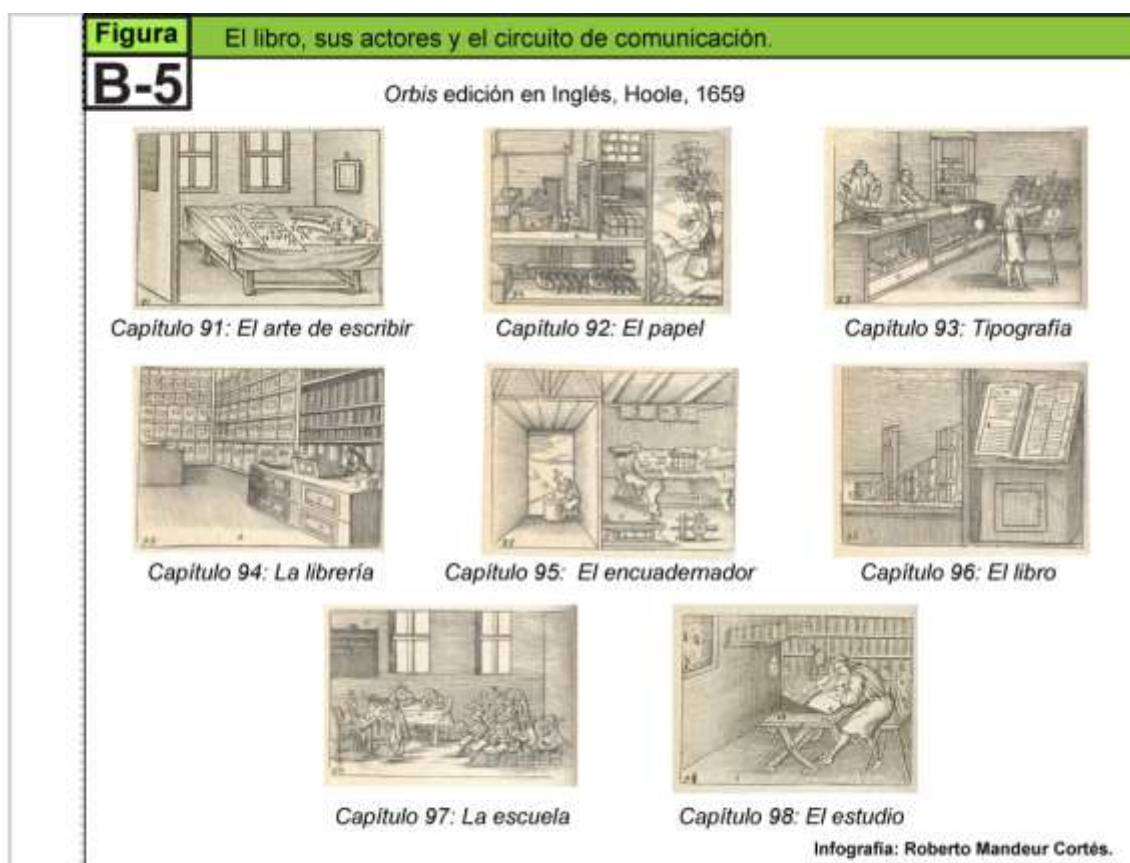 Figura
El libro, sus actores y el circuito de comunicación.
B-5
Orbis edición en Inglés, Hoole, 1659
Capítulo 91: El arte de escribir
Capítulo 92: El papel
Capítulo 93: Tipografía
Capítulo 94: La librería
Capítulo 95: El encuadernador
Capítulo 96: El libro
Capítulo 97: La escuela
Capítulo 98: El estudio
Infografía: Roberto Mandeur Cortés.